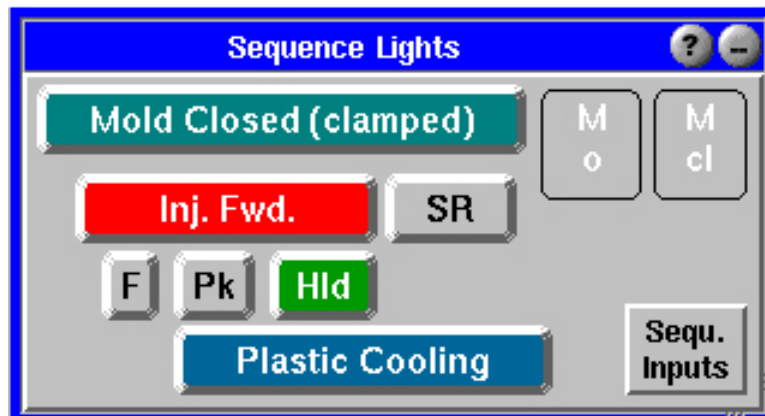 Sequence Lights ? –
Mold Closed (clamped)
M
o
M
cl
Inj. Fwd.
SR
F
Pk
Hld
Plastic Cooling
Sequ.
Inputs